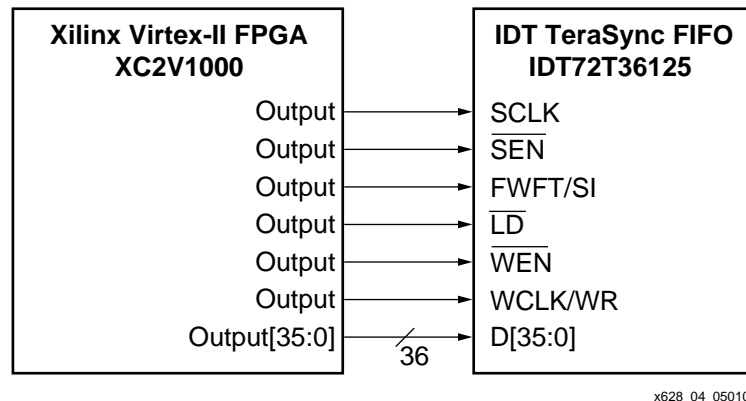 Xilinx Virtex-II FPGA
XC2V1000
Output
Output
Output
Output
Output
Output
Output[35:0]
36
IDT TeraSync FIFO
IDT72T36125
SCLK
SEN
FWFT/SI
LD
WEN
WCLK/WR
D[35:0]
x628_04_05010